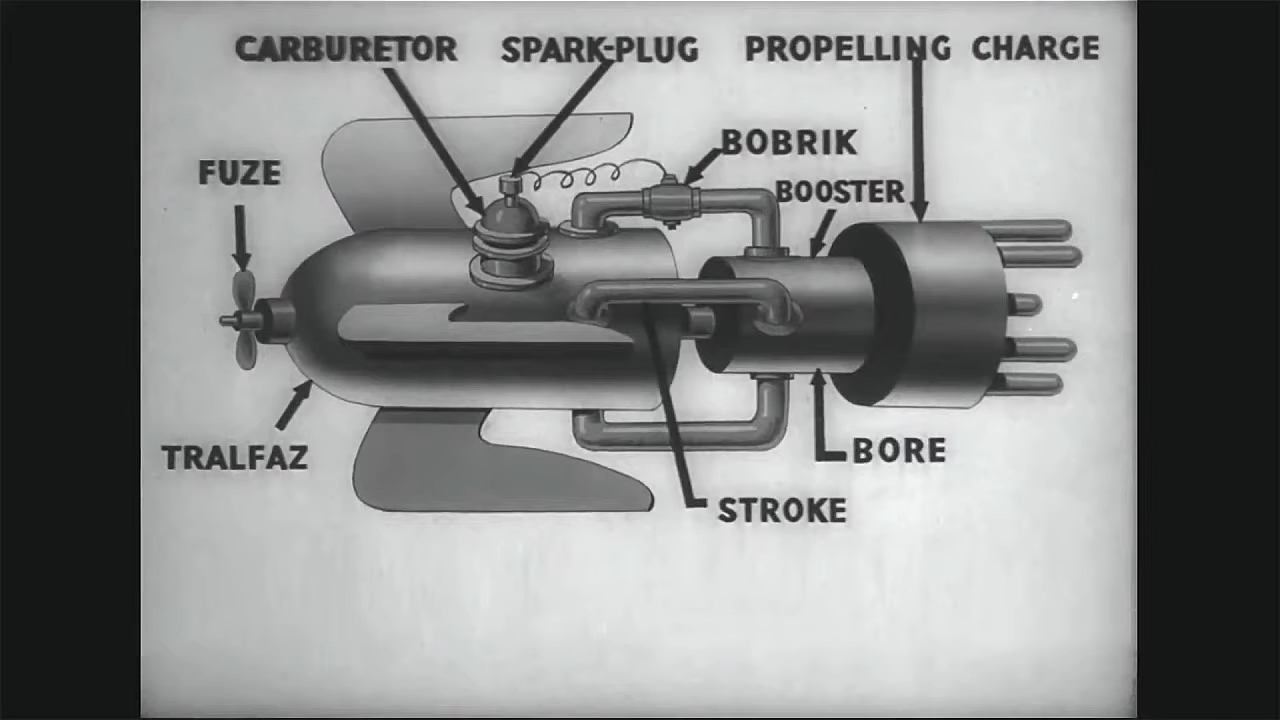 CARBURETOR SPARK-PLUG PROPELLING CHARGE
BOBRIK
FUZE
BOOSTER
TRALFAZ
BORE
STROKE